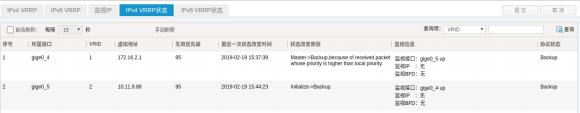 IPv4 VRRP IPv6 VRRP 监视IP IPv4 VRRP状态 IPv6 VRRP状态 提交 取消
自动刷新: 每隔 15 秒 手动刷新 查询项: VRID 查询
序号 所属接口 VRID 虚拟地址 生效优先级 最近一次状态改变时间 状态改变原因 监视信息 协议状态
1 gige0_4 1 172.16.2.1 95 2019-02-19 15:37:39 Master->Backup,because of received packet whose priority is higher than local priority. 监视接口: gige0_5 up Backup
监视IP : 无
监视BFD: 无
2 gige0_5 2 10.11.9.88 95 2019-02-19 15:44:23 Initialize->Backup. 监视接口: gige0_4 up Backup
监视IP : 无
监视BFD: 无